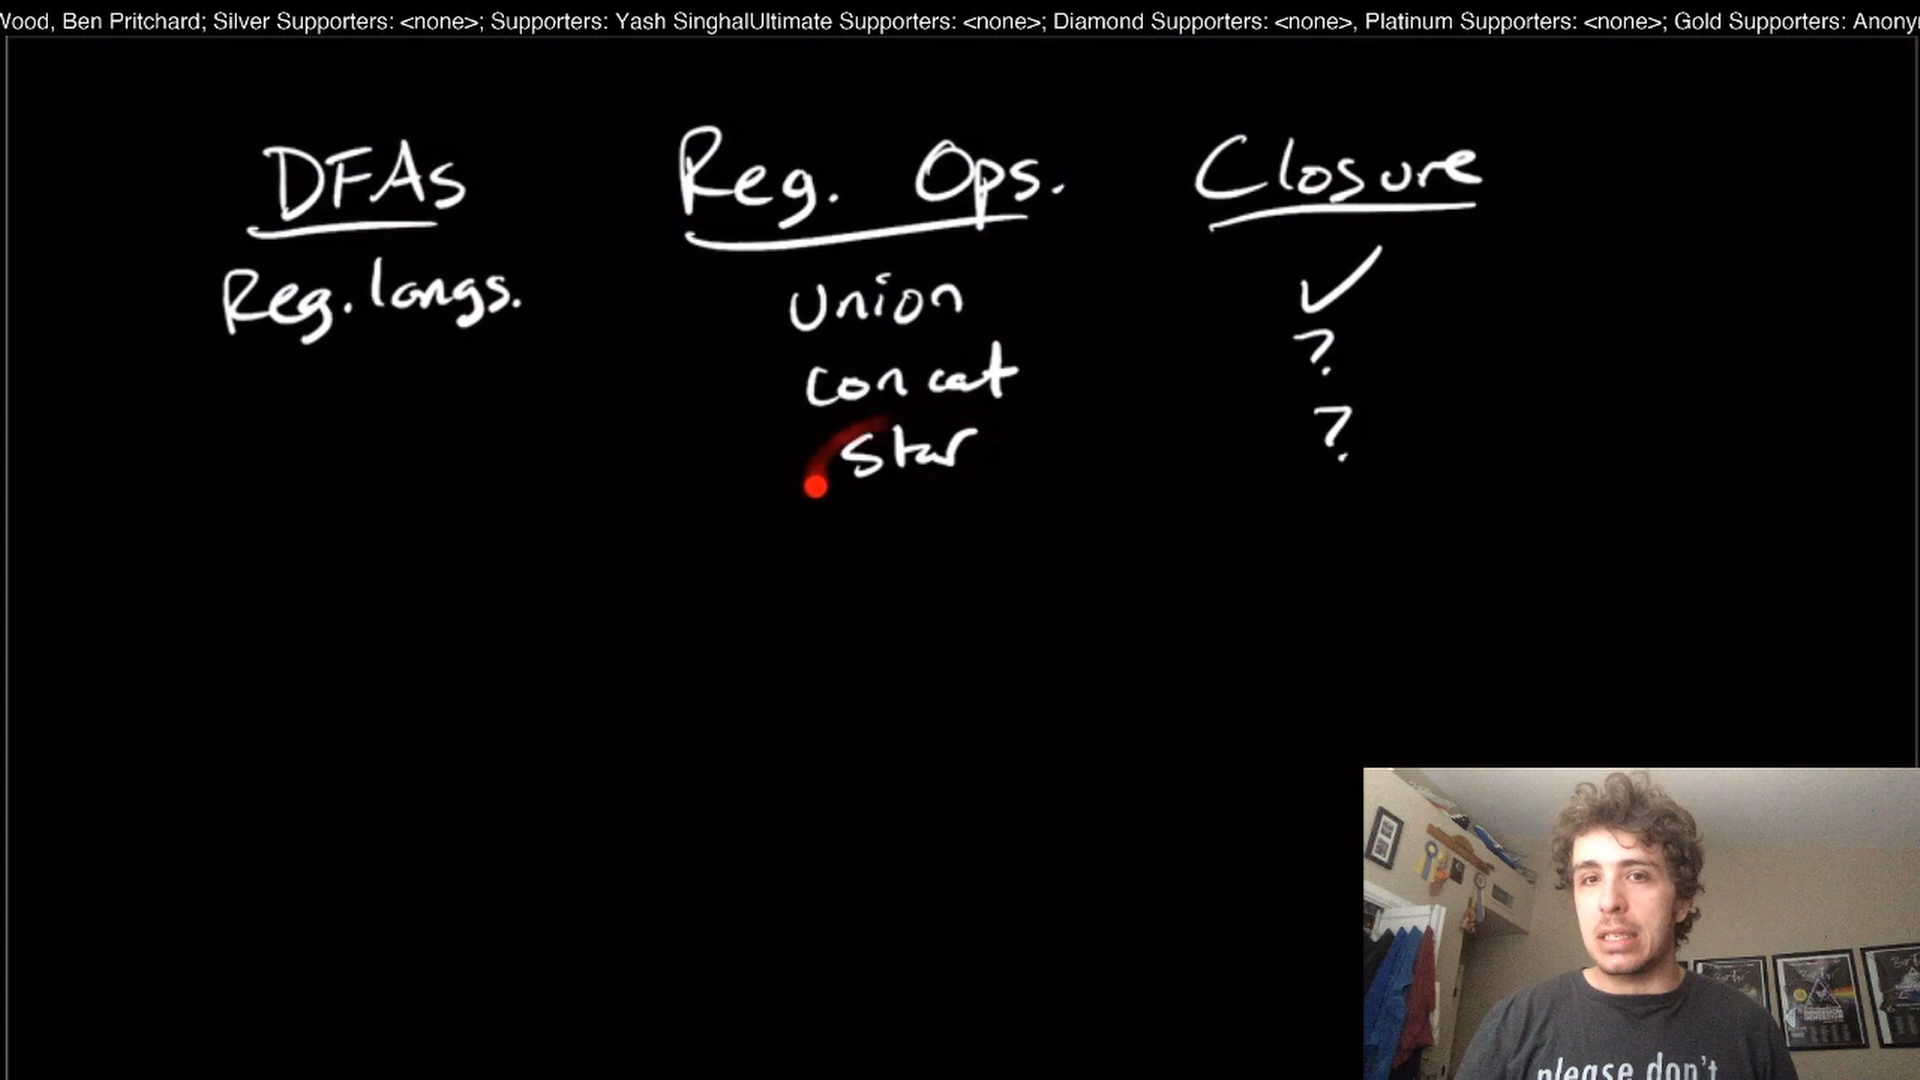 Wood, Ben Pritchard; Silver Supporters: <none>; Supporters: Yash SinghalUltimate Supporters: <none>; Diamond Supporters: <none>, Platinum Supporters: <none>; Gold Supporters: Anony
DFAs
Reg. Ops.
Closure
Reg. langs.
Union
✓
concat
?
star
?
please don't